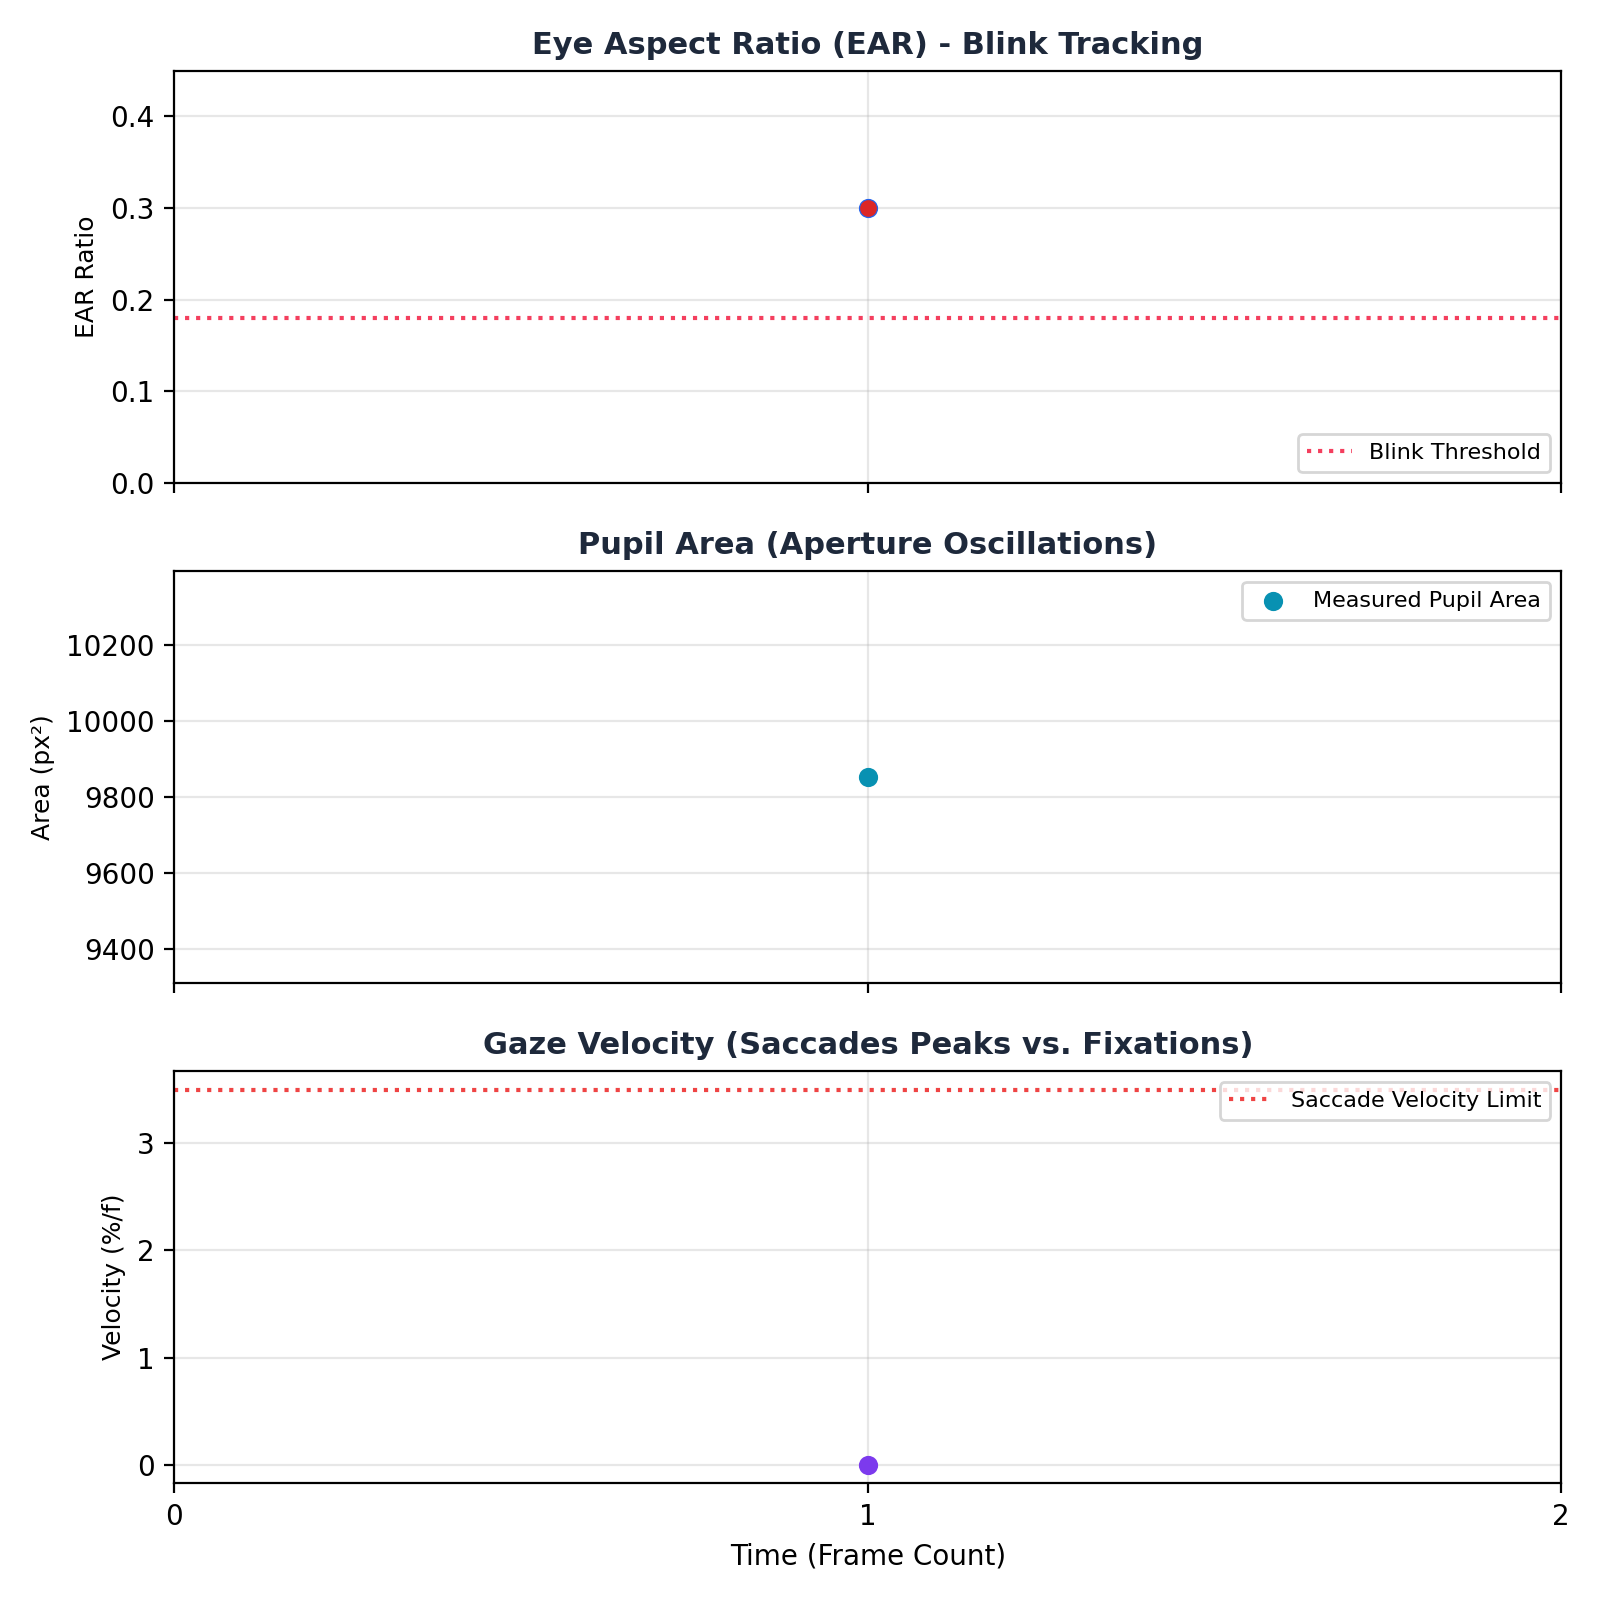 Eye Aspect Ratio (EAR) - Blink Tracking
0.4
0.3
0.2
0.1
0.0
EAR Ratio
Blink Threshold
Pupil Area (Aperture Oscillations)
Measured Pupil Area
10200
10000
9800
9600
9400
Area (px²)
Gaze Velocity (Saccades Peaks vs. Fixations)
Saccade Velocity Limit
3
2
1
0
Velocity (%/f)
0 1 2
Time (Frame Count)